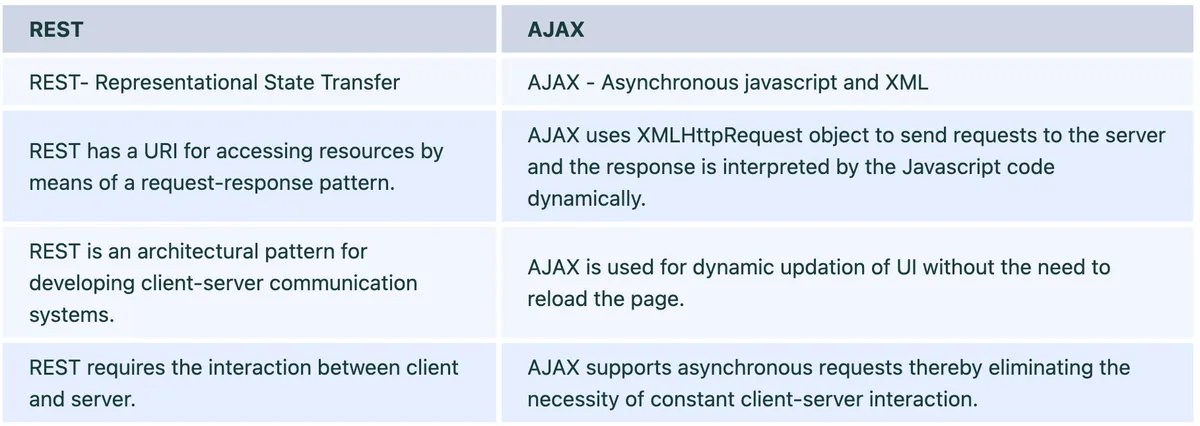 REST
AJAX
REST- Representational State Transfer
AJAX - Asynchronous javascript and XML
REST has a URI for accessing resources by
means of a request-response pattern.
AJAX uses XMLHttpRequest object to send requests to the server
and the response is interpreted by the Javascript code
dynamically.
REST is an architectural pattern for
developing client-server communication
systems.
AJAX is used for dynamic updation of UI without the need to
reload the page.
REST requires the interaction between client
and server.
AJAX supports asynchronous requests thereby eliminating the
necessity of constant client-server interaction.